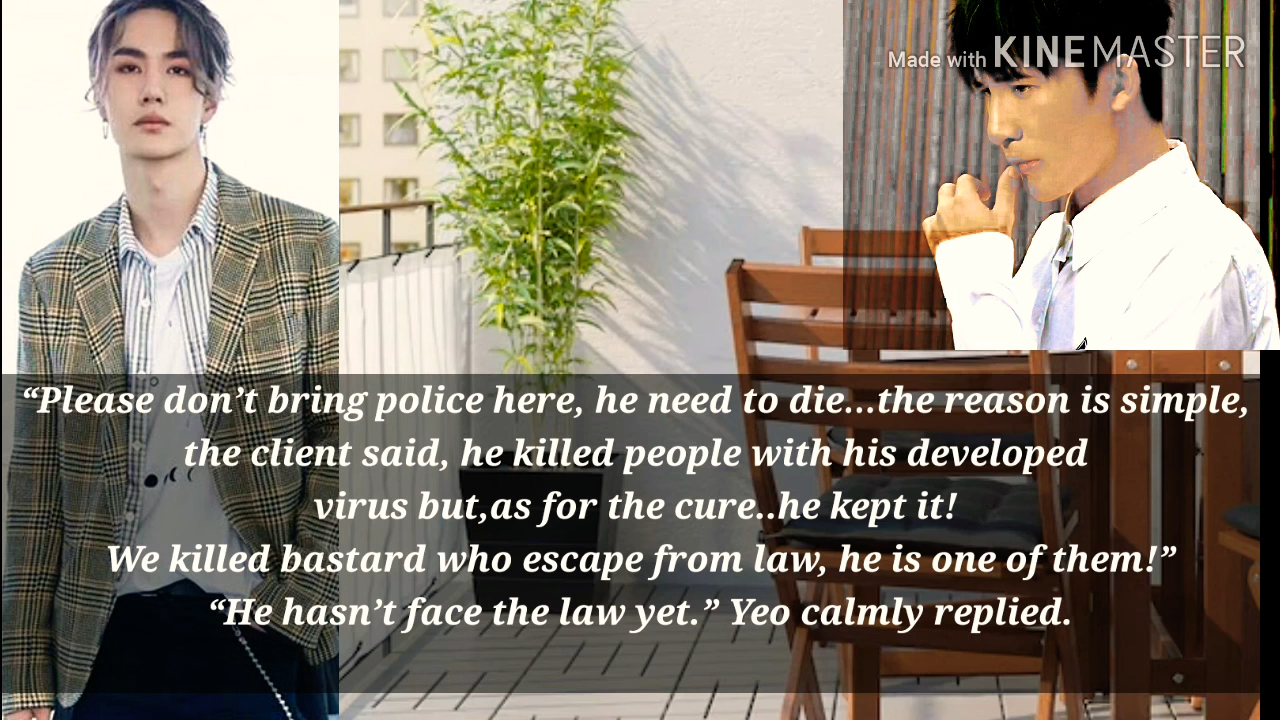 Made with KINEMASTER
“Please don’t bring police here, he need to die...the reason is simple,
the client said, he killed people with his developed
virus but,as for the cure..he kept it!
We killed bastard who escape from law, he is one of them!”
“He hasn’t face the law yet.” Yeo calmly replied.